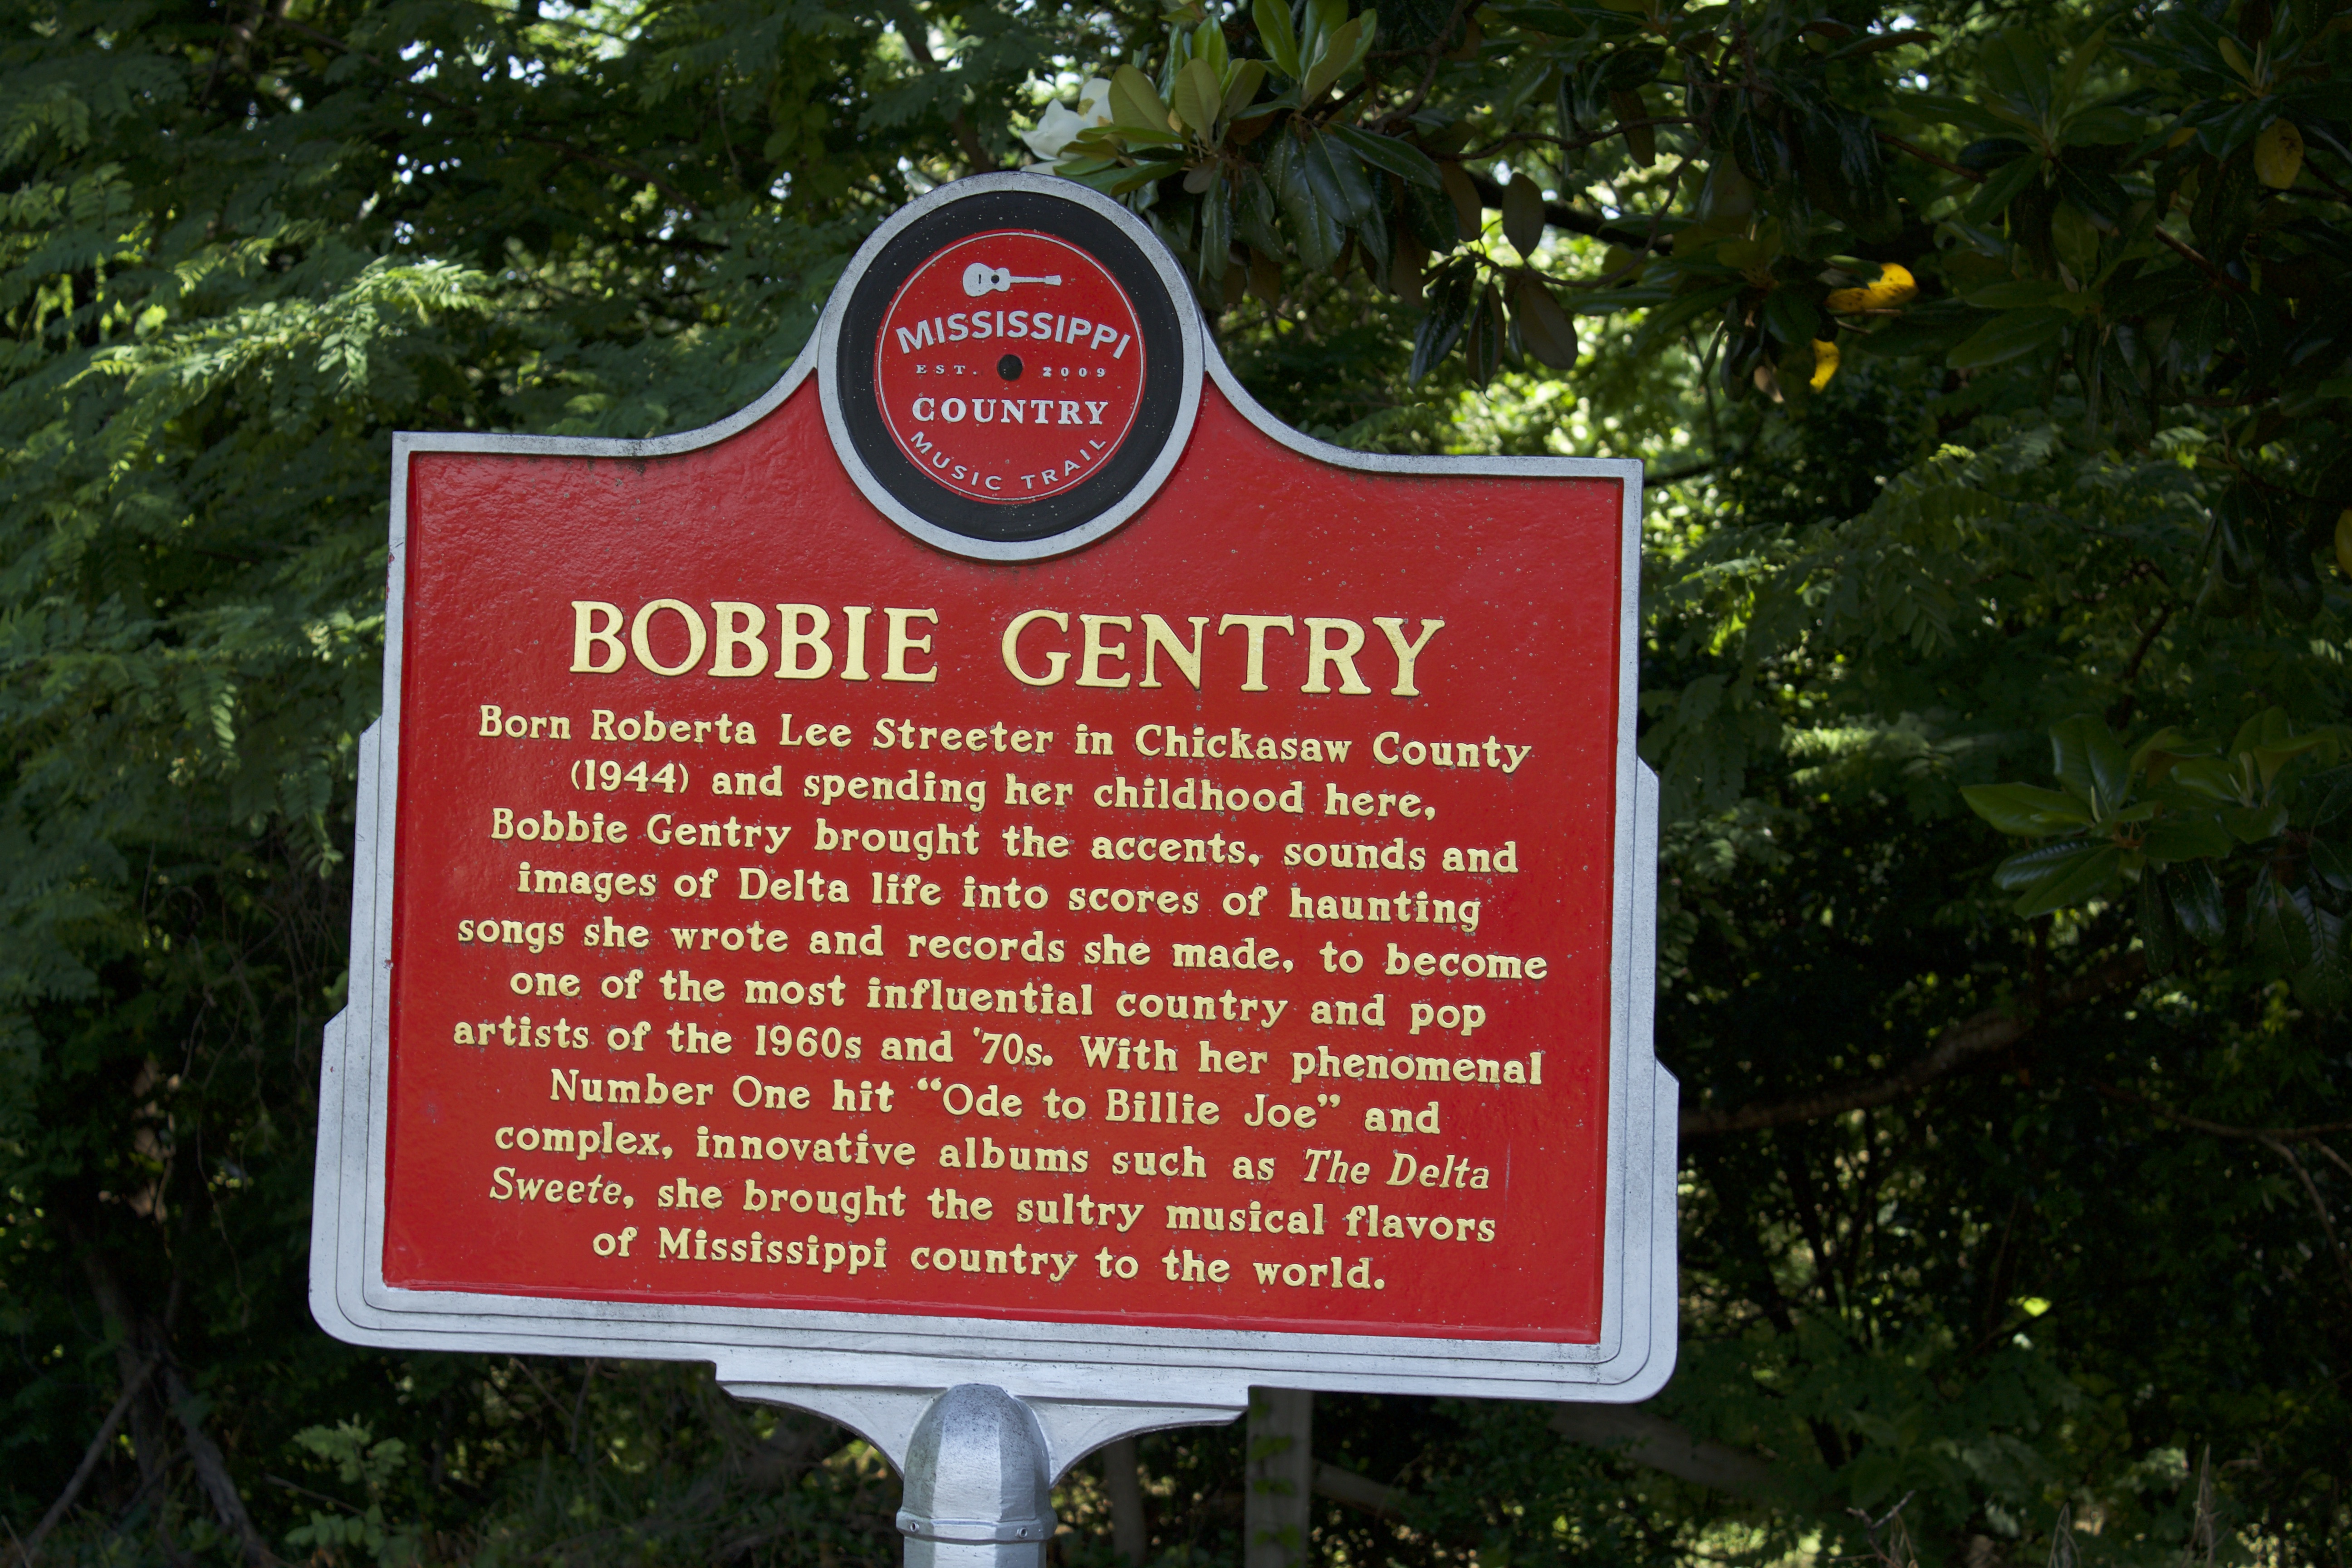 MISSISSIPPI
EST. 2009
COUNTRY
MUSIC TRAIL
BOBBIE GENTRY
Born Roberta Lee Streeter in Chickasaw County
(1944) and spending her childhood here,
Bobbie Gentry brought the accents, sounds and
images of Delta life into scores of haunting
songs she wrote and records she made, to become
one of the most influential country and pop
artists of the 1960s and '70s. With her phenomenal
Number One hit “Ode to Billie Joe” and
complex, innovative albums such as The Delta
Sweete, she brought the sultry musical flavors
of Mississippi country to the world.